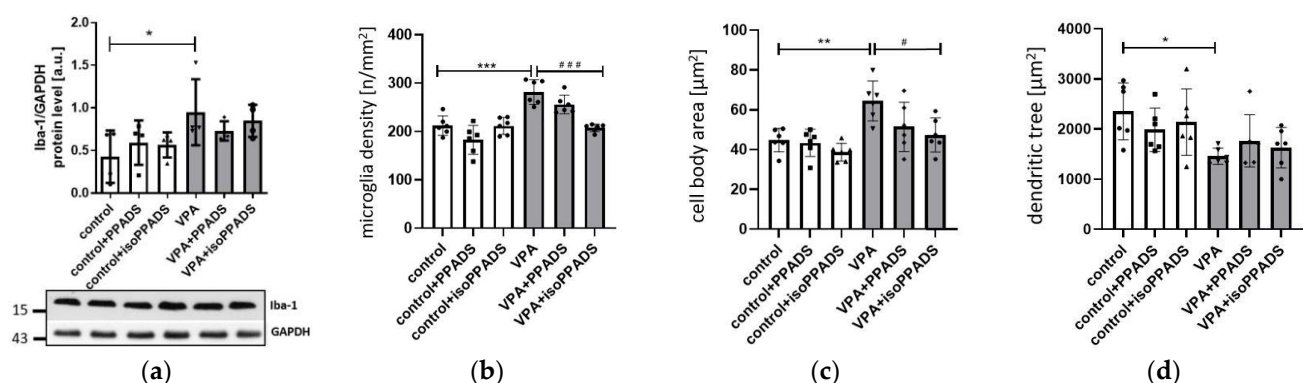 Iba-1/GAPDH
protein level [a.u.]
2.0
1.5
1.0
0.5
0.0
*
control
control+PPADS
control+isoPPADS
VPA
VPA+PPADS
VPA+isoPPADS
15
43
Iba-1
GAPDH
(a)
microglia density [n/mm²]
400
300
200
100
0
***
###
control
control+PPADS
control+isoPPADS
VPA
VPA+PPADS
VPA+isoPPADS
(b)
cell body area [µm²]
100
80
60
40
20
0
**
#
control
control+PPADS
control+isoPPADS
VPA
VPA+PPADS
VPA+isoPPADS
(c)
dendritic tree [µm²]
4000
3000
2000
1000
0
*
control
control+PPADS
control+isoPPADS
VPA
VPA+PPADS
VPA+isoPPADS
(d)